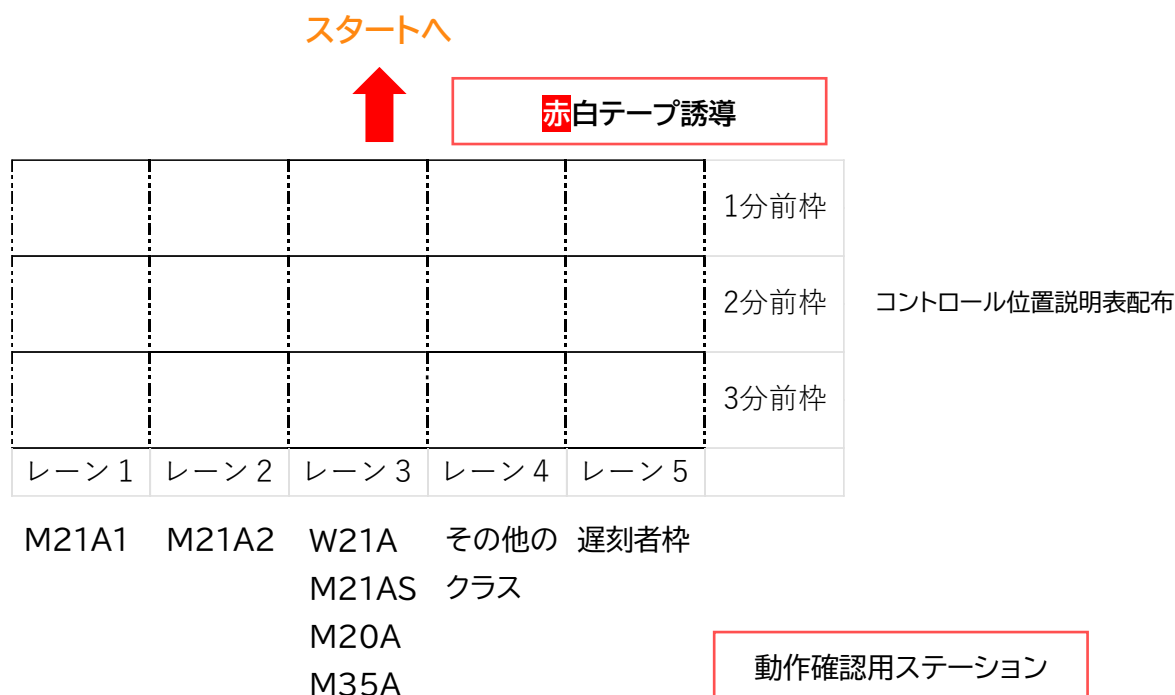 スタートへ
赤白テープ誘導
1分前枠
2分前枠
コントロール位置説明表配布
3分前枠
レーン1 レーン2 レーン3 レーン4 レーン5
M21A1 M21A2 W21A その他の 遅刻者枠
M21AS クラス
M20A
M35A
動作確認用ステーション